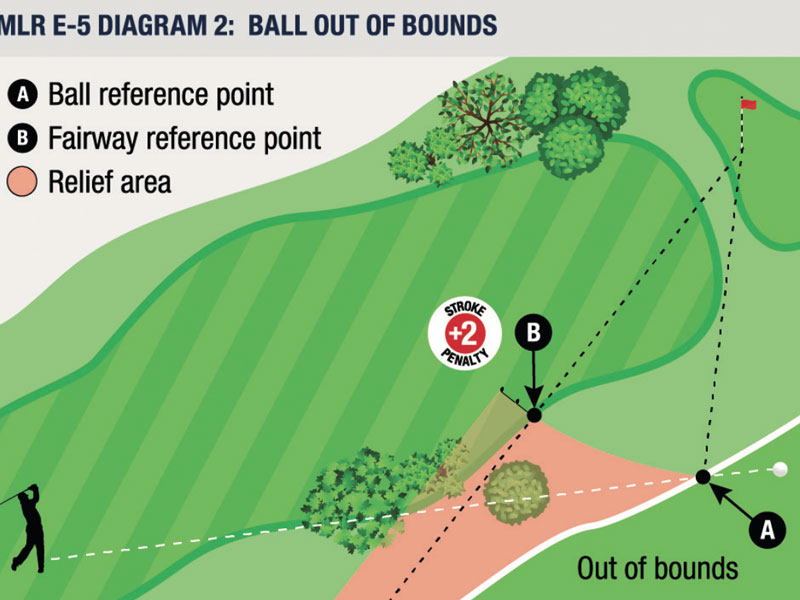 MLR E-5 DIAGRAM 2: BALL OUT OF BOUNDS
A Ball reference point
B Fairway reference point
Relief area
STROKE
+2
PENALTY
B
A
Out of bounds